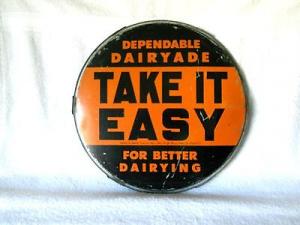 DEPENDABLE
DAIRYADE
TAKE IT
EASY
FOR BETTER
DAIRYING